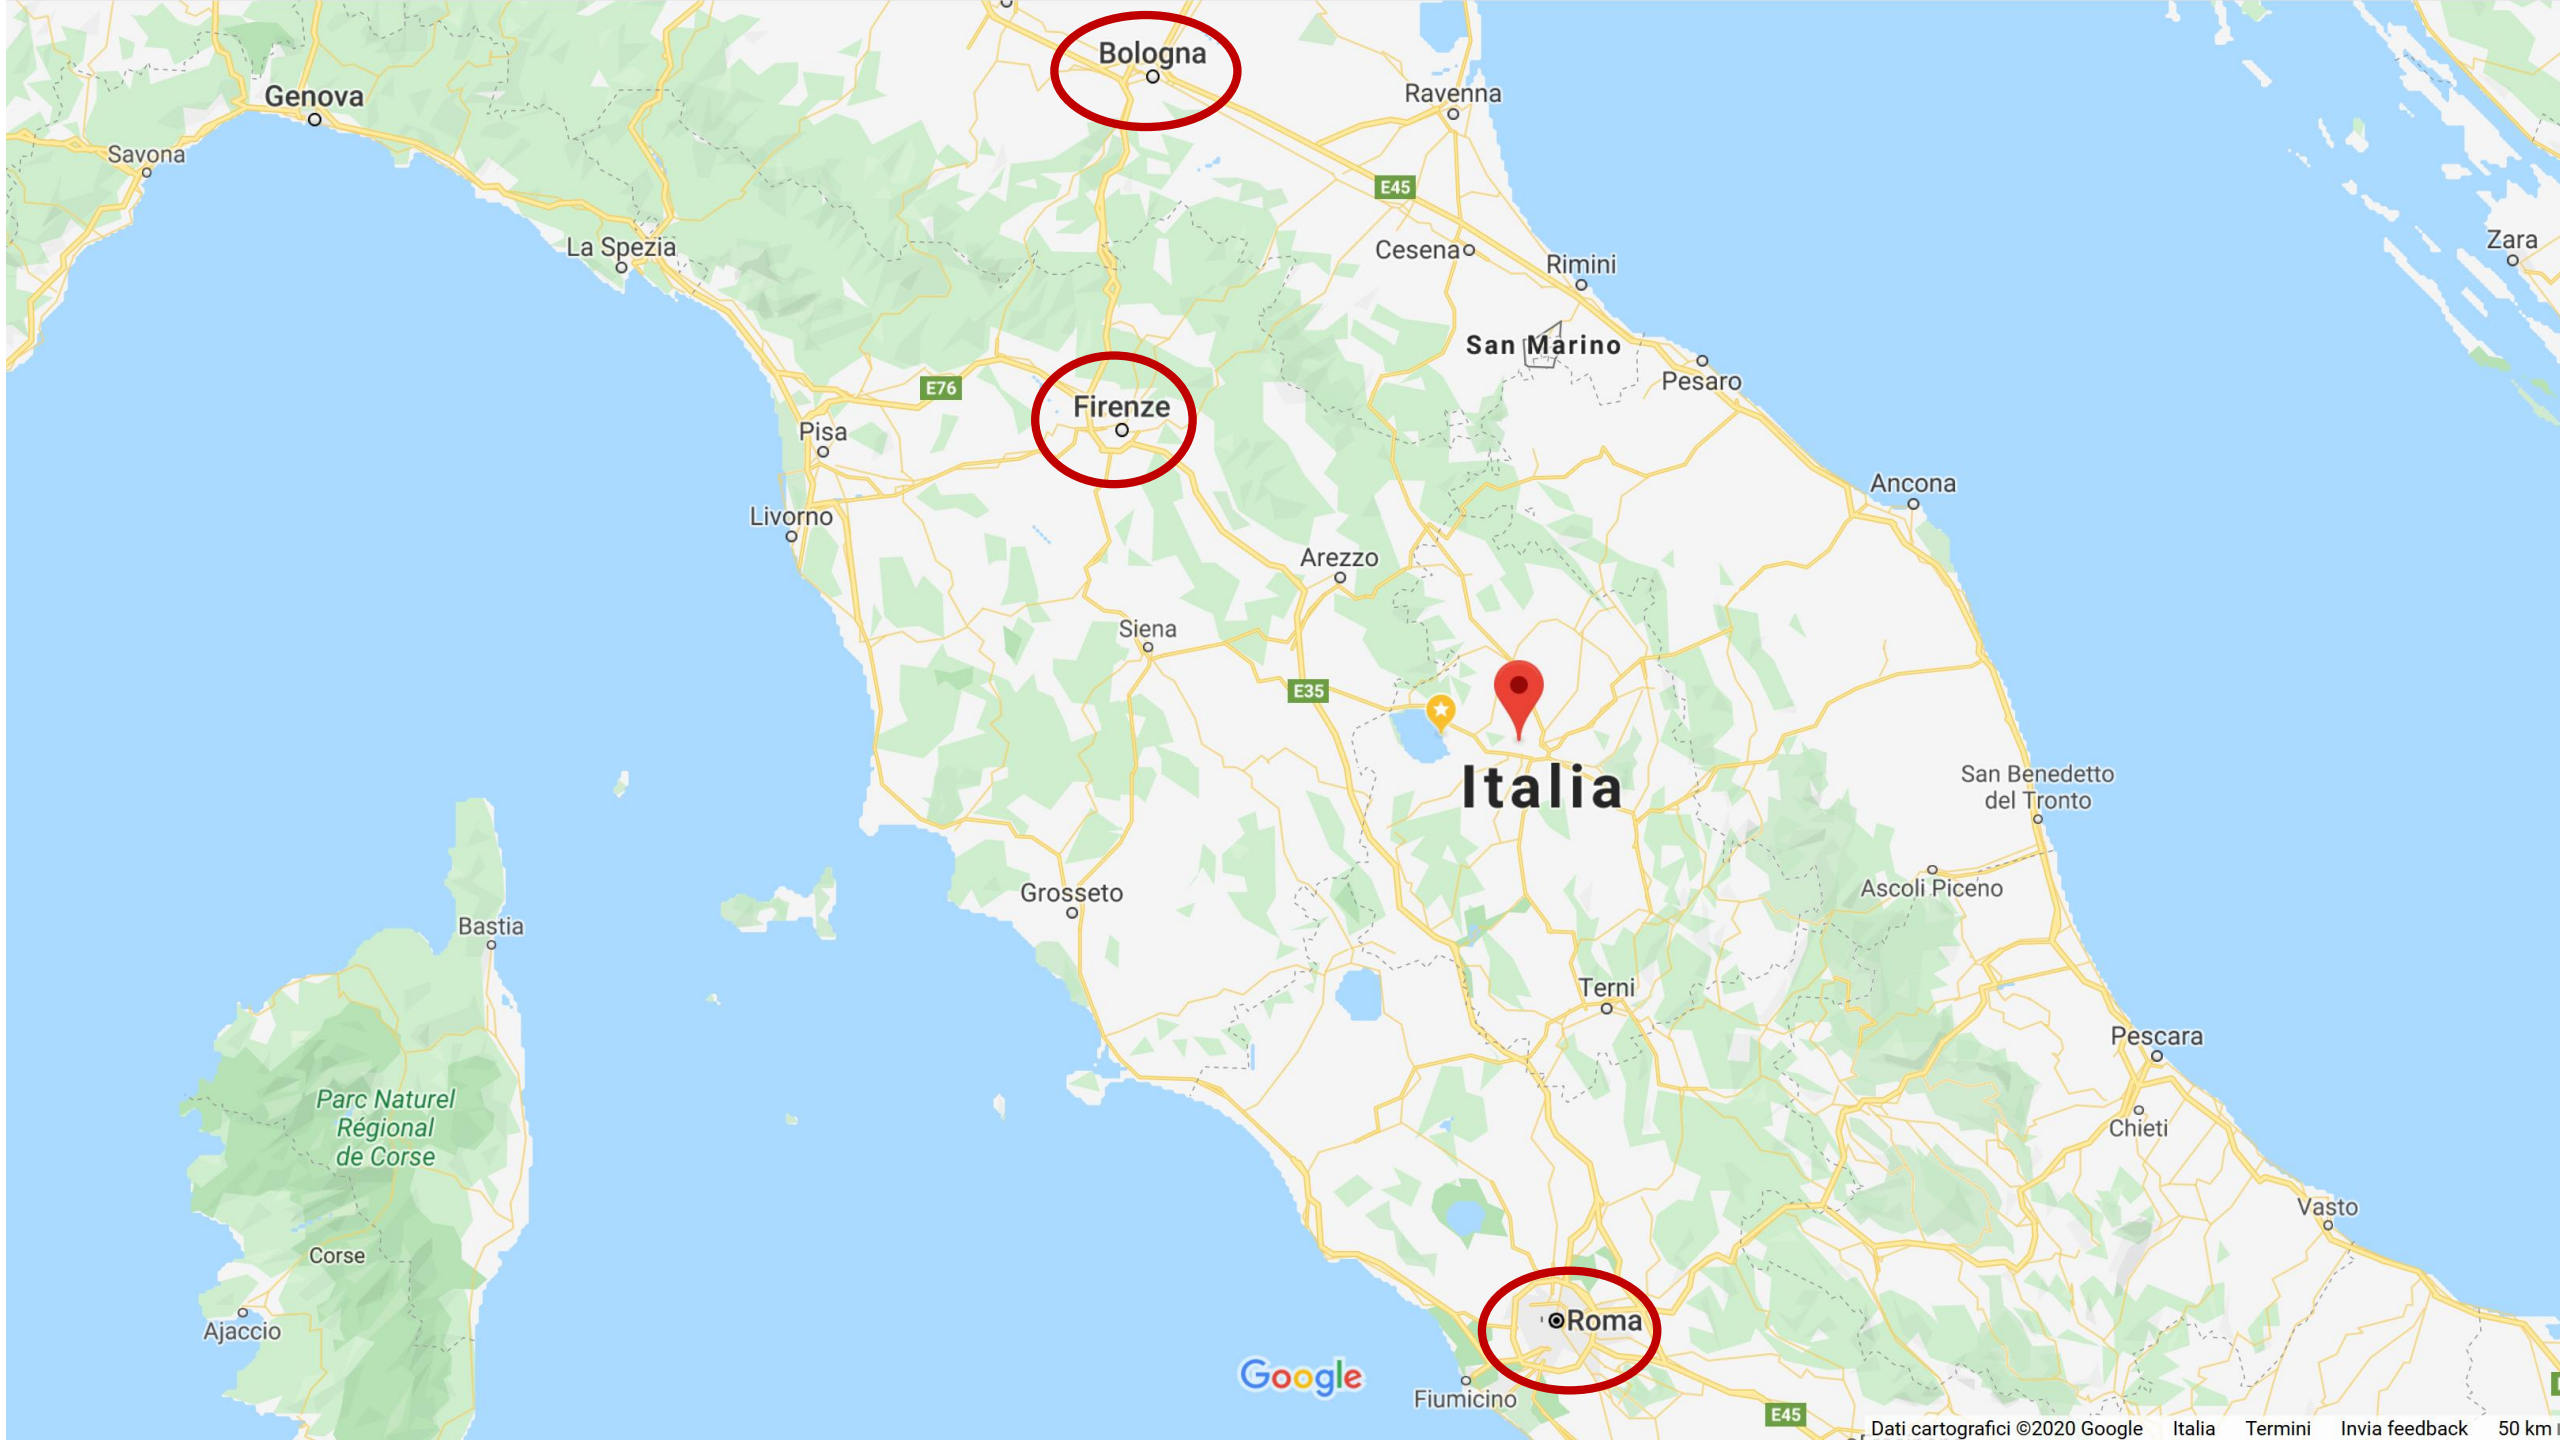 Bologna
Genova
Ravenna
Savona
E45
Zara
La Spezia
Cesena
Rimini
San Marino
Pesaro
E76
Firenze
Pisa
Ancona
Livorno
Arezzo
Siena
E35
Italia
San Benedetto
del Tronto
Ascoli Piceno
Grosseto
Bastia
Terni
Pescara
Parc Naturel
Régional
de Corse
Chieti
Vasto
Corse
Roma
Ajaccio
Google
Fiumicino
E45
Dati cartografici ©2020 Google Italia Termini Invia feedback 50 km